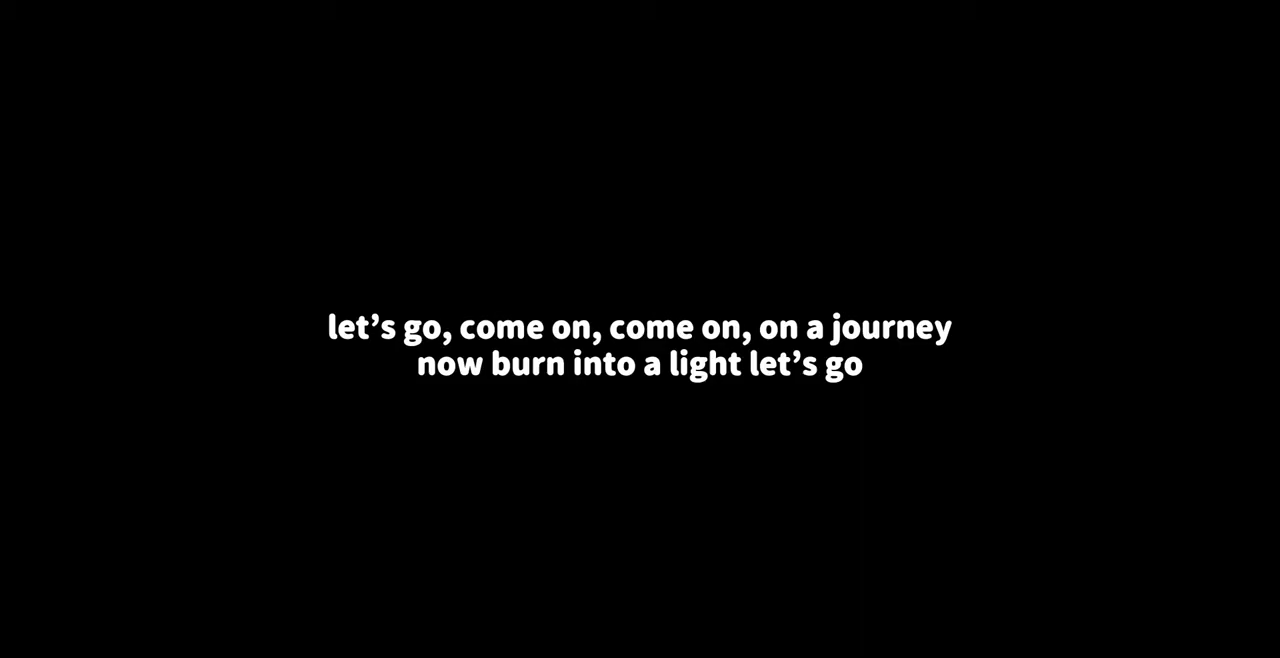 let’s go, come on, come on, on a journey
now burn into a light let’s go